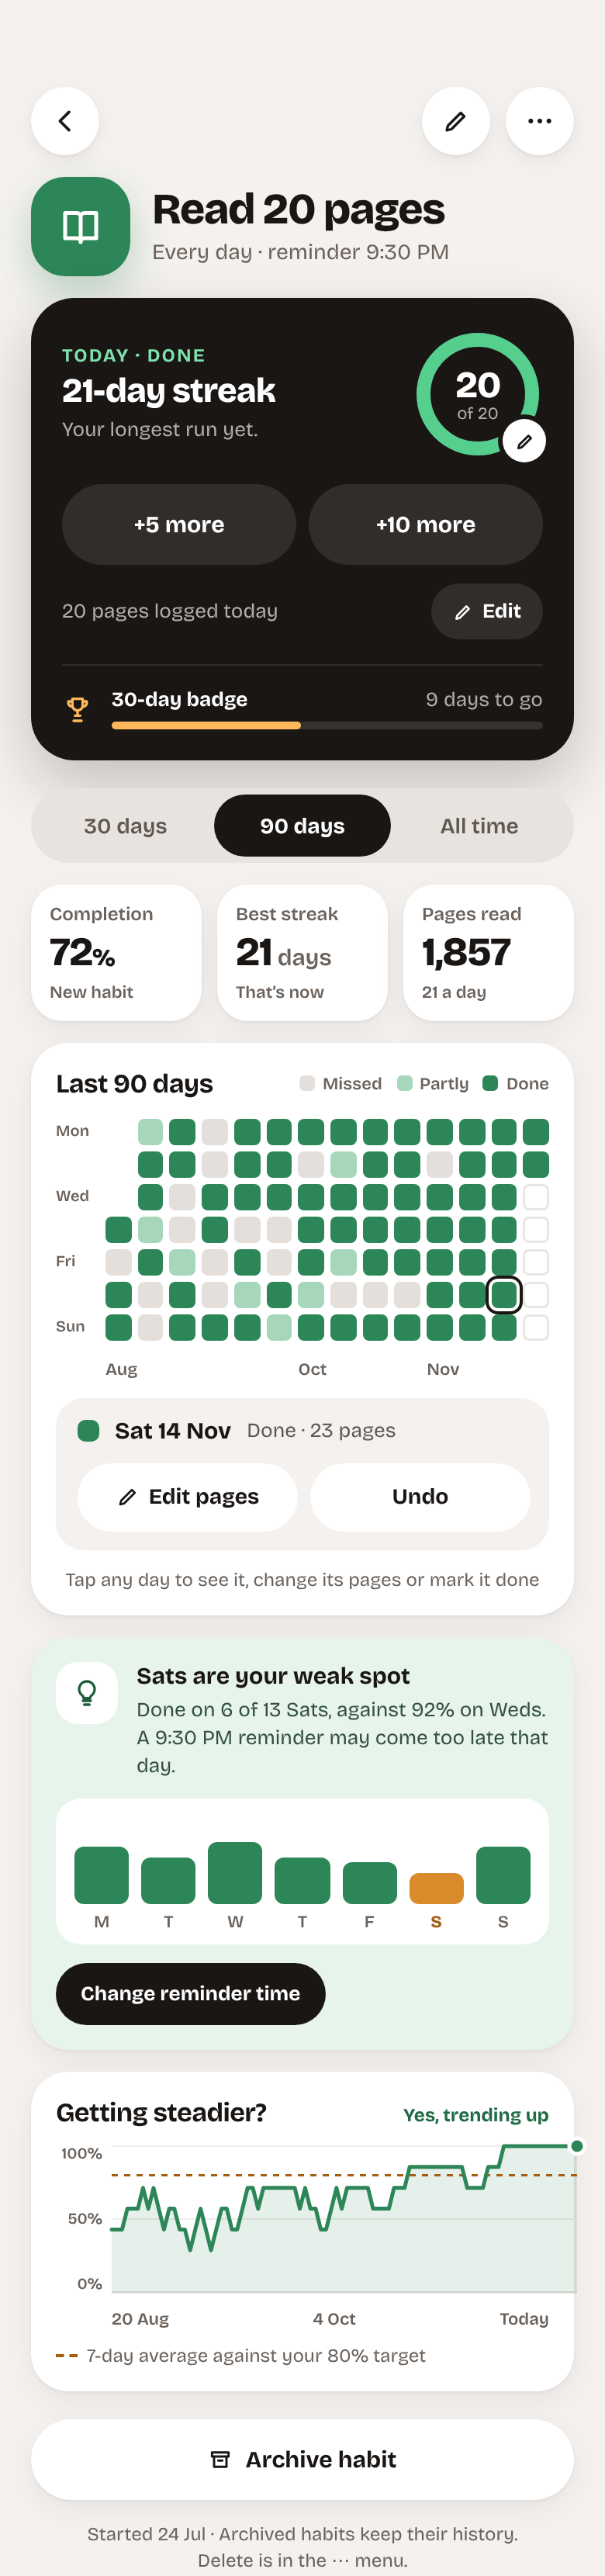 Read 20 pages
Every day · reminder 9:30 PM
TODAY · DONE
21-day streak
Your longest run yet.
20
of 20
+5 more
+10 more
20 pages logged today
Edit
30-day badge
9 days to go
30 days
90 days
All time
Completion
72%
New habit
Best streak
21 days
That's now
Pages read
1,857
21 a day
Last 90 days
Missed
Partly
Done
Mon
Wed
Fri
Sun
Aug
Oct
Nov
Sat 14 Nov
Done · 23 pages
Edit pages
Undo
Tap any day to see it, change its pages or mark it done
Sats are your weak spot
Done on 6 of 13 Sats, against 92% on Weds.
A 9:30 PM reminder may come too late that
day.
M T W T F S S
Change reminder time
Getting steadier?
Yes, trending up
100%
50%
0%
20 Aug
4 Oct
Today
7-day average against your 80% target
Archive habit
Started 24 Jul · Archived habits keep their history.
Delete is in the ··· menu.